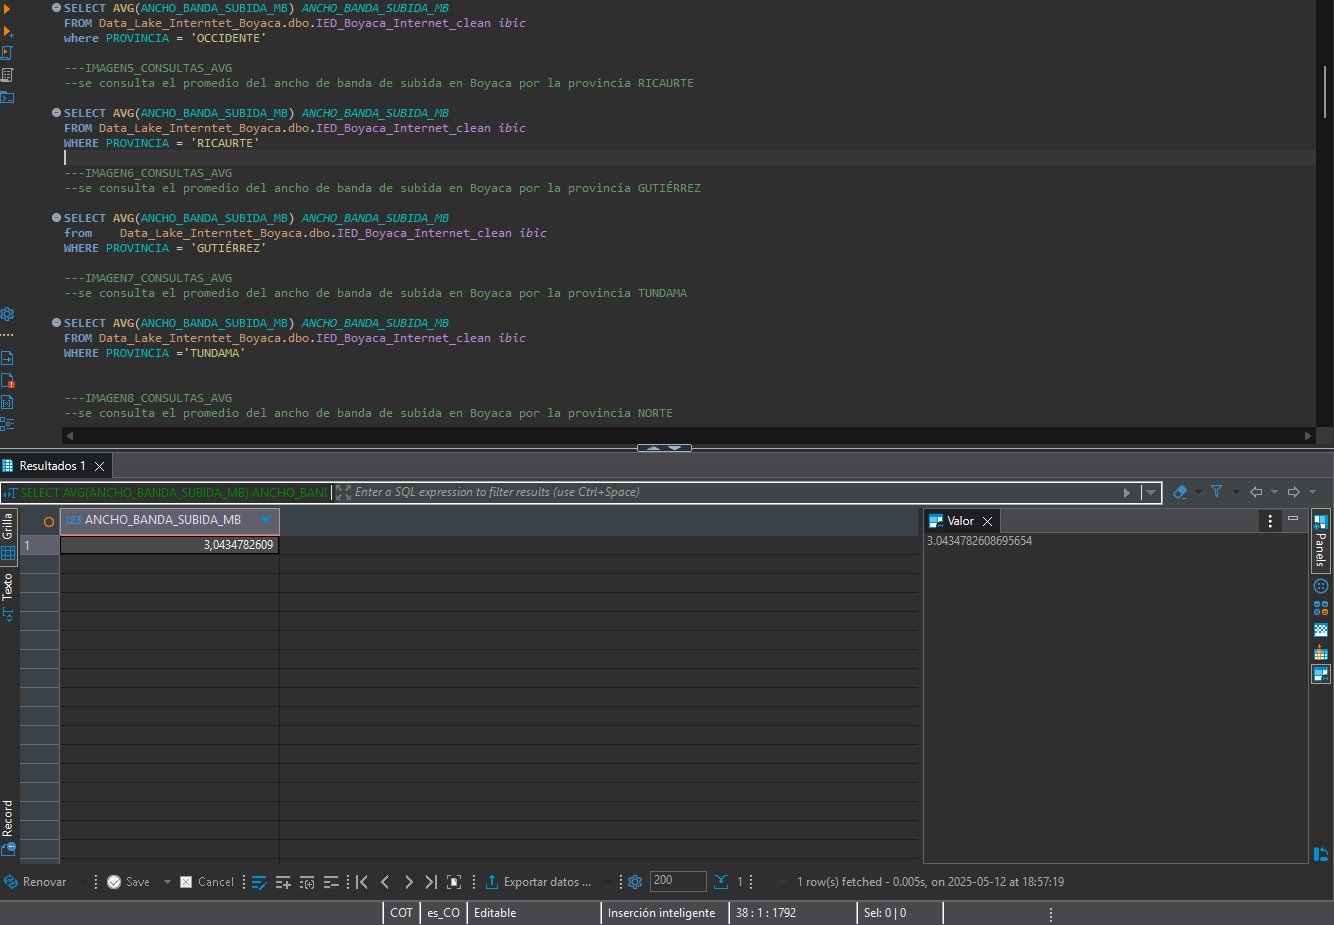 SELECT AVG(ANCHO_BANDA_SUBIDA_MB) ANCHO_BANDA_SUBIDA_MB
FROM Data_Lake_Interntet_Boyaca.dbo.IED_Boyaca_Internet_clean ibic
where PROVINCIA = 'OCCIDENTE'
---IMAGEN5_CONSULTAS_AVG
--se consulta el promedio del ancho de banda de subida en Boyaca por la provincia RICAURTE
SELECT AVG(ANCHO_BANDA_SUBIDA_MB) ANCHO_BANDA_SUBIDA_MB
FROM Data_Lake_Interntet_Boyaca.dbo.IED_Boyaca_Internet_clean ibic
WHERE PROVINCIA = 'RICAURTE'
---IMAGEN6_CONSULTAS_AVG
--se consulta el promedio del ancho de banda de subida en Boyaca por la provincia GUTIÉRREZ
SELECT AVG(ANCHO_BANDA_SUBIDA_MB) ANCHO_BANDA_SUBIDA_MB
from    Data_Lake_Interntet_Boyaca.dbo.IED_Boyaca_Internet_clean ibic
WHERE PROVINCIA = 'GUTIÉRREZ'
---IMAGEN7_CONSULTAS_AVG
--se consulta el promedio del ancho de banda de subida en Boyaca por la provincia TUNDAMA
SELECT AVG(ANCHO_BANDA_SUBIDA_MB) ANCHO_BANDA_SUBIDA_MB
FROM Data_Lake_Interntet_Boyaca.dbo.IED_Boyaca_Internet_clean ibic
WHERE PROVINCIA ='TUNDAMA'
---IMAGEN8_CONSULTAS_AVG
--se consulta el promedio del ancho de banda de subida en Boyaca por la provincia NORTE
Resultados 1
SELECT AVG(ANCHO_BANDA_SUBIDA_MB) ANCHO_BANI
Enter a SQL expression to filter results (use Ctrl+Space)
Grilla
Texto
Record
123 ANCHO_BANDA_SUBIDA_MB
1
3,0434782609
Valor
3.0434782608695654
Panels
Renovar
Save
Cancel
Exportar datos ...
200
1
1 row(s) fetched - 0.005s, on 2025-05-12 at 18:57:19
COT
es_CO
Editable
Inserción inteligente
38 : 1 : 1792
Sel: 0 | 0